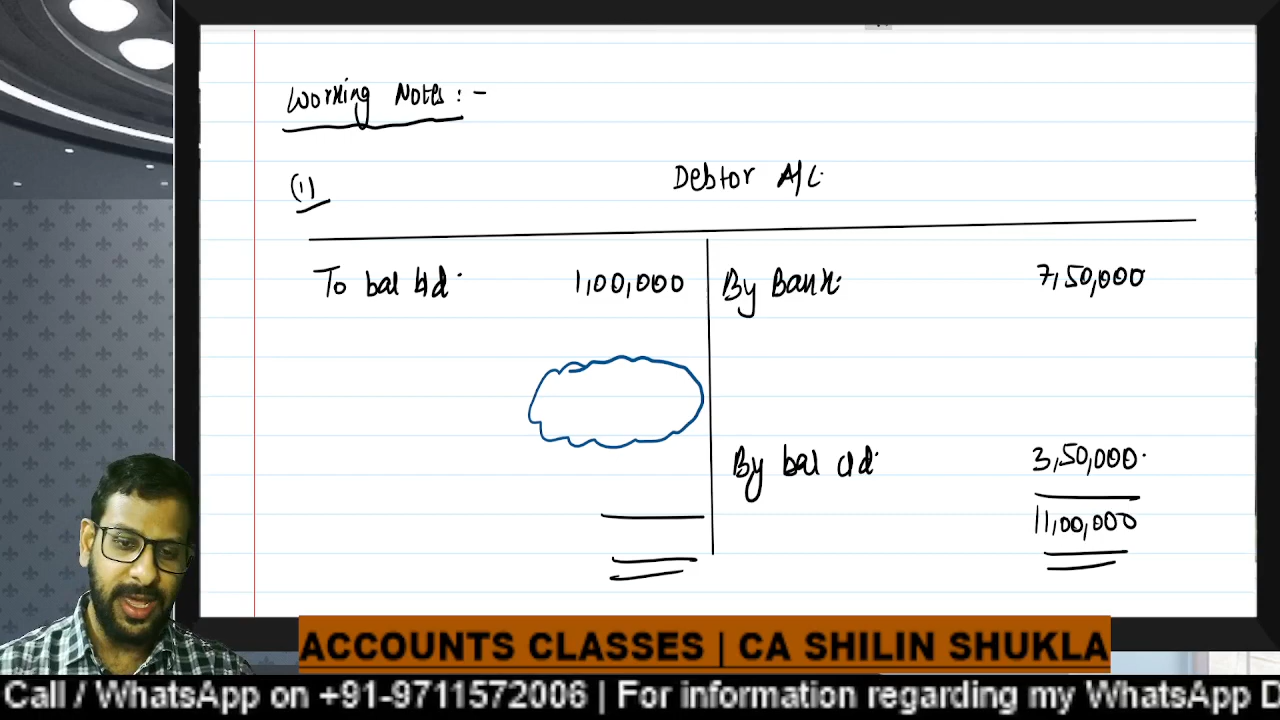 Working Notes :-
(1) Debtor A/c
To bal b/d. 1,00,000 By Bank. 7,50,000
By bal c/d. 3,50,000.
11,00,000
ACCOUNTS CLASSES | CA SHILIN SHUKLA
Call / WhatsApp on +91-9711572006 | For information regarding my WhatsApp D